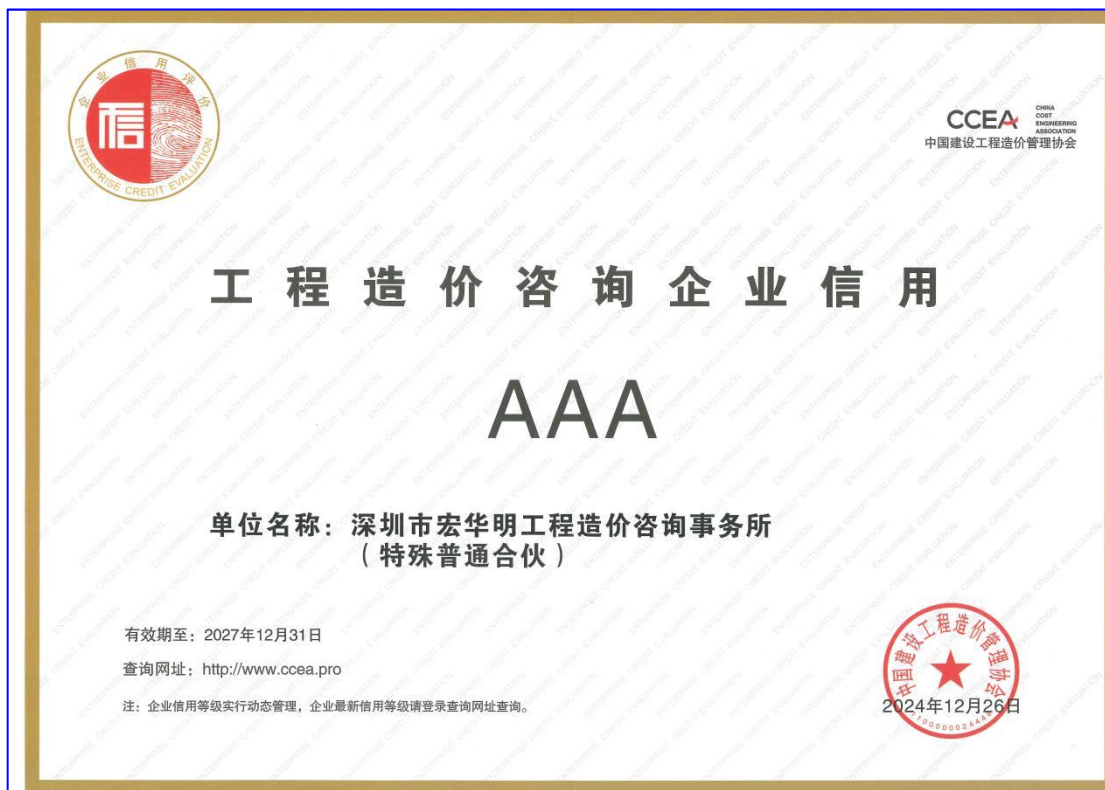 企业信用评价
ENTERPRISE CREDIT EVALUATION
信
CCEA
CHINA
COST
ENGINEERING
ASSOCIATION
中国建设工程造价管理协会
工程造价咨询企业信用
AAA
单位名称：深圳市宏华明工程造价咨询事务所
（特殊普通合伙）
有效期至：2027年12月31日
查询网址：http://www.ccea.pro
注：企业信用等级实行动态管理，企业最新信用等级请登录查询网址查询。
中国建设工程造价管理协会
2024年12月26日